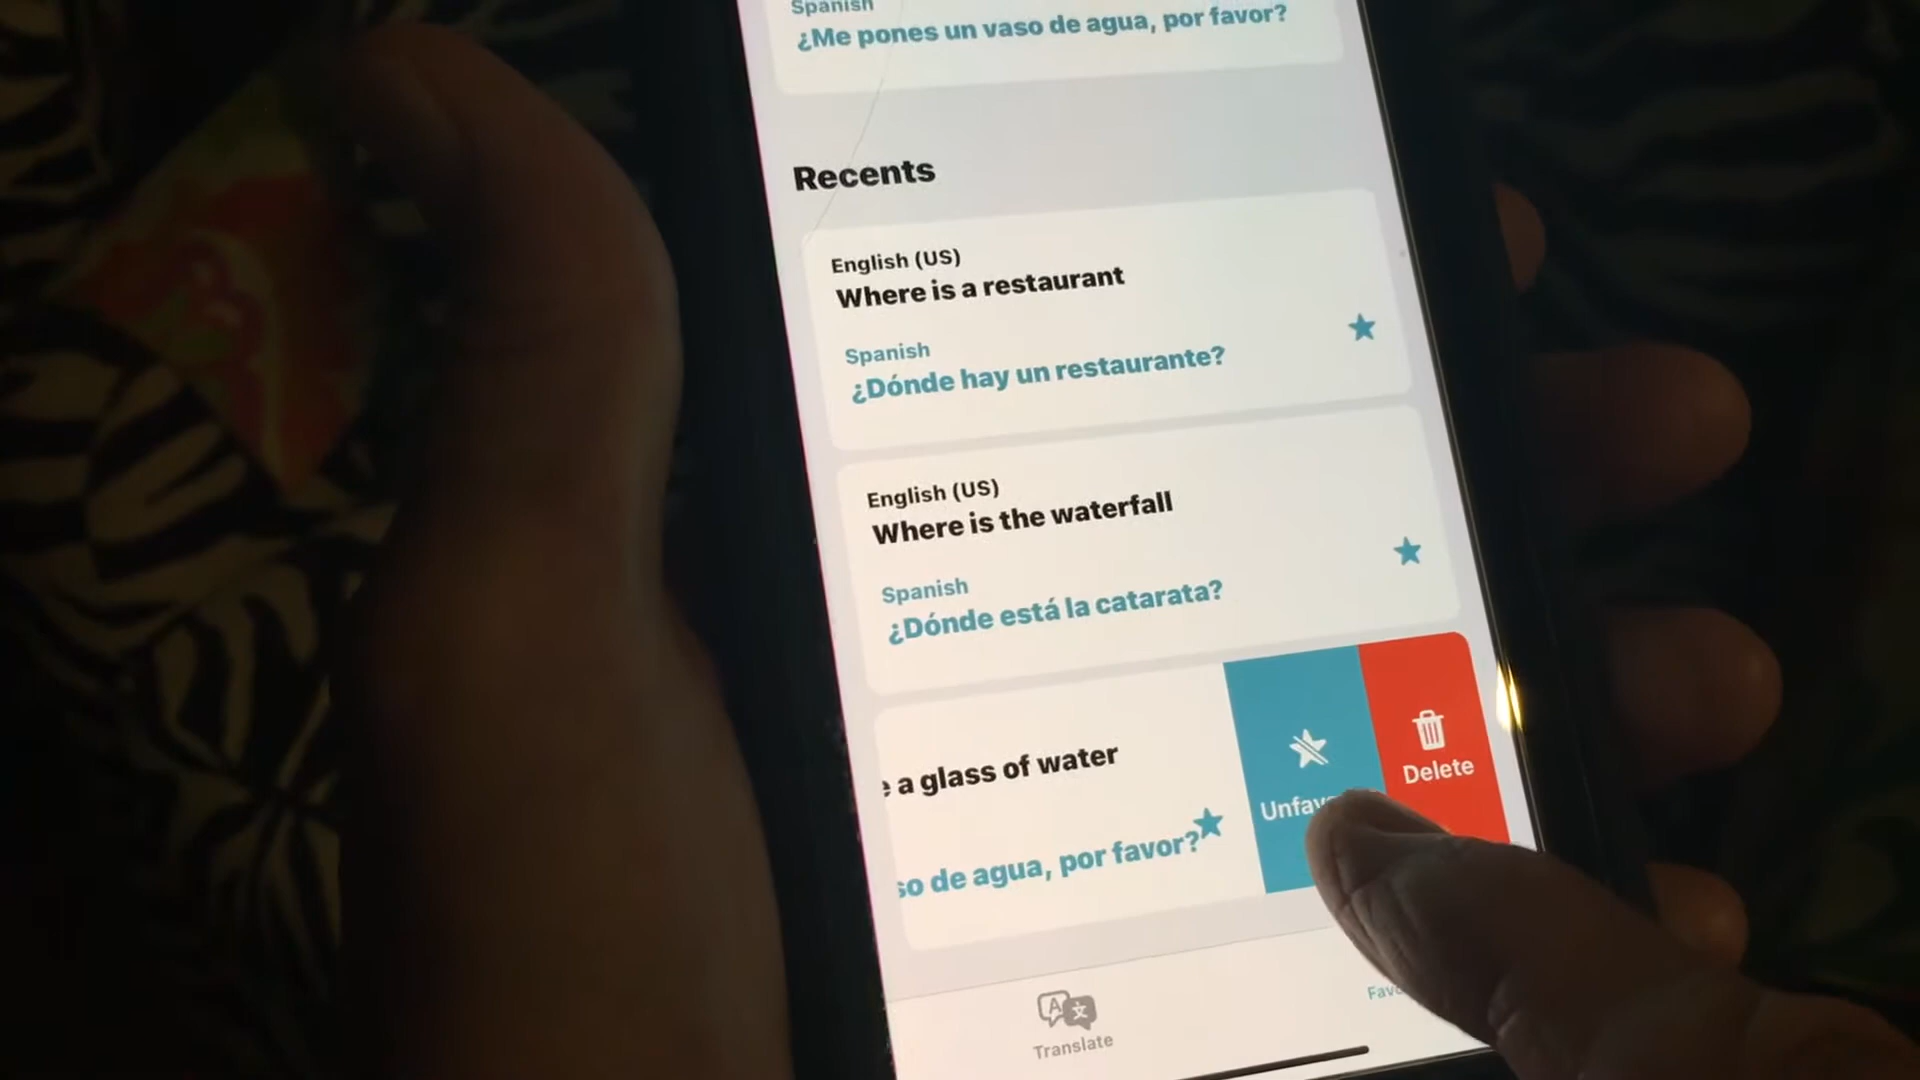 Spanish
¿Me pones un vaso de agua, por favor?
Recents
English (US)
Where is a restaurant
Spanish
¿Dónde hay un restaurante?
English (US)
Where is the waterfall
Spanish
¿Dónde está la catarata?
a glass of water
so de agua, por favor?
Unfav
Delete
Translate
Fav